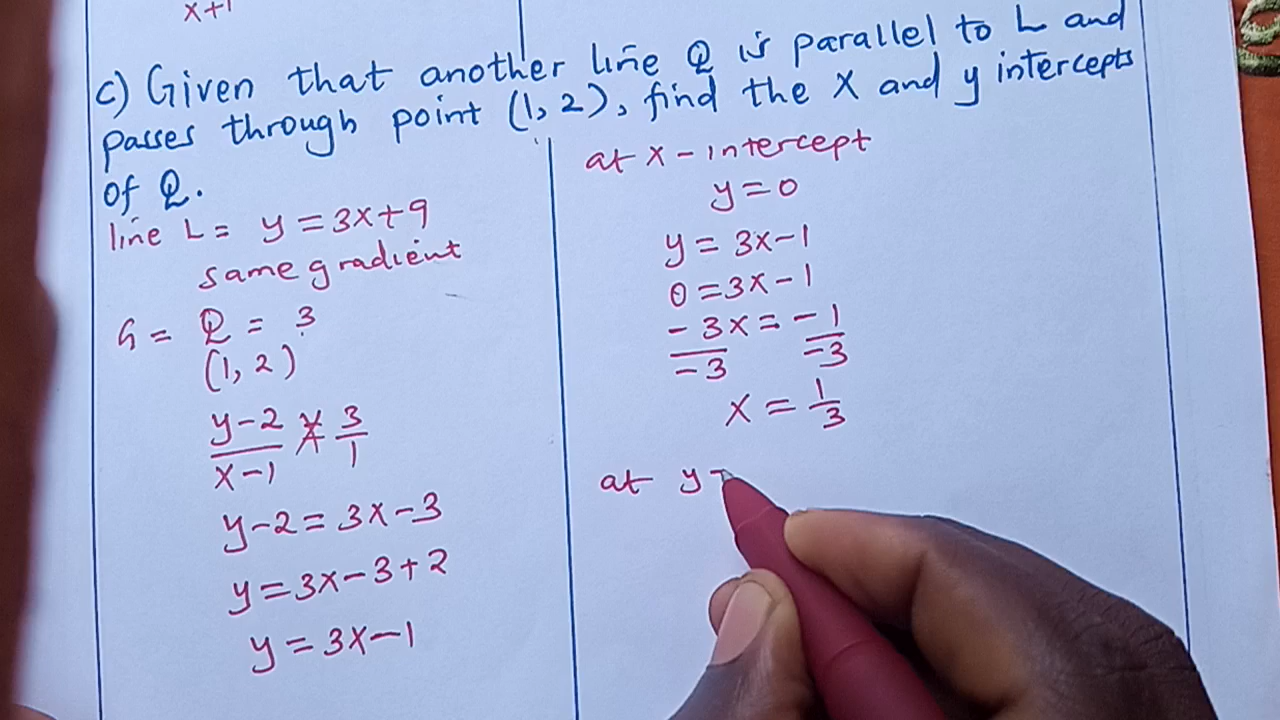 x+1
c) Given that another line Q is parallel to L and
passes through point (1, 2), find the X and y intercepts
of Q.
line L = y = 3x+9
same gradient
G = Q = 3
(1, 2)
y-2 = 3
x-1 1
y-2 = 3x-3
y = 3x-3+2
y = 3x-1
at x-intercept
y = 0
y = 3x-1
0 = 3x-1
-3x = -1
-3 -3
x = 1/3
at y-